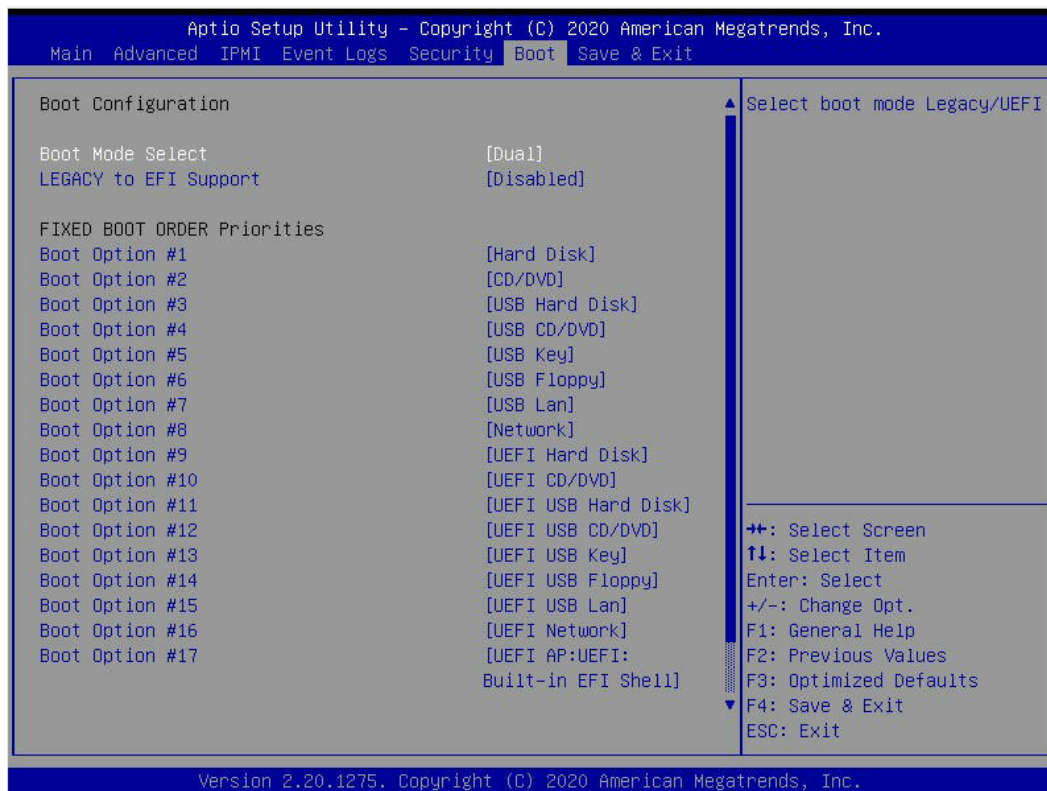 Aptio Setup Utility – Copyright (C) 2020 American Megatrends, Inc.
Main Advanced IPMI Event Logs Security Boot Save & Exit
Boot Configuration
Boot Mode Select [Dual]
LEGACY to EFI Support [Disabled]
FIXED BOOT ORDER Priorities
Boot Option #1 [Hard Disk]
Boot Option #2 [CD/DVD]
Boot Option #3 [USB Hard Disk]
Boot Option #4 [USB CD/DVD]
Boot Option #5 [USB Key]
Boot Option #6 [USB Floppy]
Boot Option #7 [USB Lan]
Boot Option #8 [Network]
Boot Option #9 [UEFI Hard Disk]
Boot Option #10 [UEFI CD/DVD]
Boot Option #11 [UEFI USB Hard Disk]
Boot Option #12 [UEFI USB CD/DVD]
Boot Option #13 [UEFI USB Key]
Boot Option #14 [UEFI USB Floppy]
Boot Option #15 [UEFI USB Lan]
Boot Option #16 [UEFI Network]
Boot Option #17 [UEFI AP:UEFI:
Built-in EFI Shell]
Select boot mode Legacy/UEFI
→←: Select Screen
↑↓: Select Item
Enter: Select
+/-: Change Opt.
F1: General Help
F2: Previous Values
F3: Optimized Defaults
F4: Save & Exit
ESC: Exit
Version 2.20.1275. Copyright (C) 2020 American Megatrends, Inc.